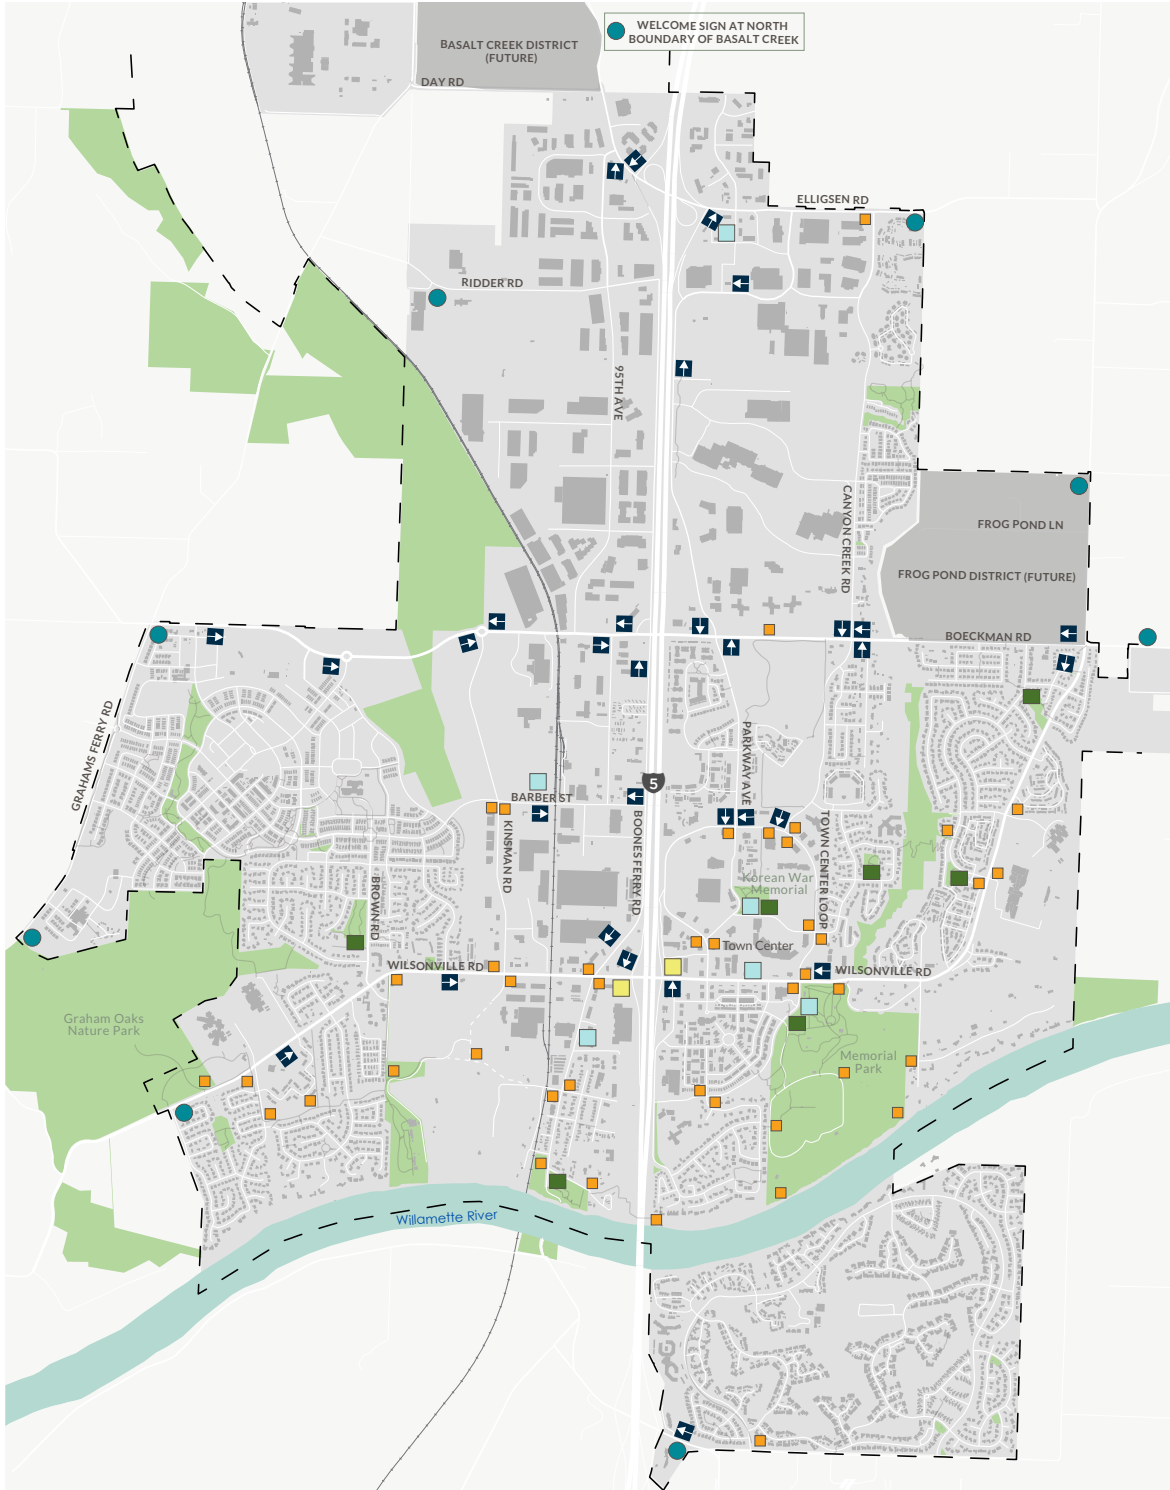 WELCOME SIGN AT NORTH
BOUNDARY OF BASALT CREEK
BASALT CREEK DISTRICT
(FUTURE)
DAY RD
ELLIGSEN RD
RIDDER RD
95TH AVE
CANYON CREEK RD
FROG POND LN
FROG POND DISTRICT (FUTURE)
BOECKMAN RD
GRAHAMS FERRY RD
PARKWAY AVE
5
BARBER ST
KINSMAN RD
BOONES FERRY RD
TOWN CENTER LOOP
BROWN RD
Korean War
Memorial
Town Center
WILSONVILLE RD
WILSONVILLE RD
Graham Oaks
Nature Park
Memorial
Park
Willamette River